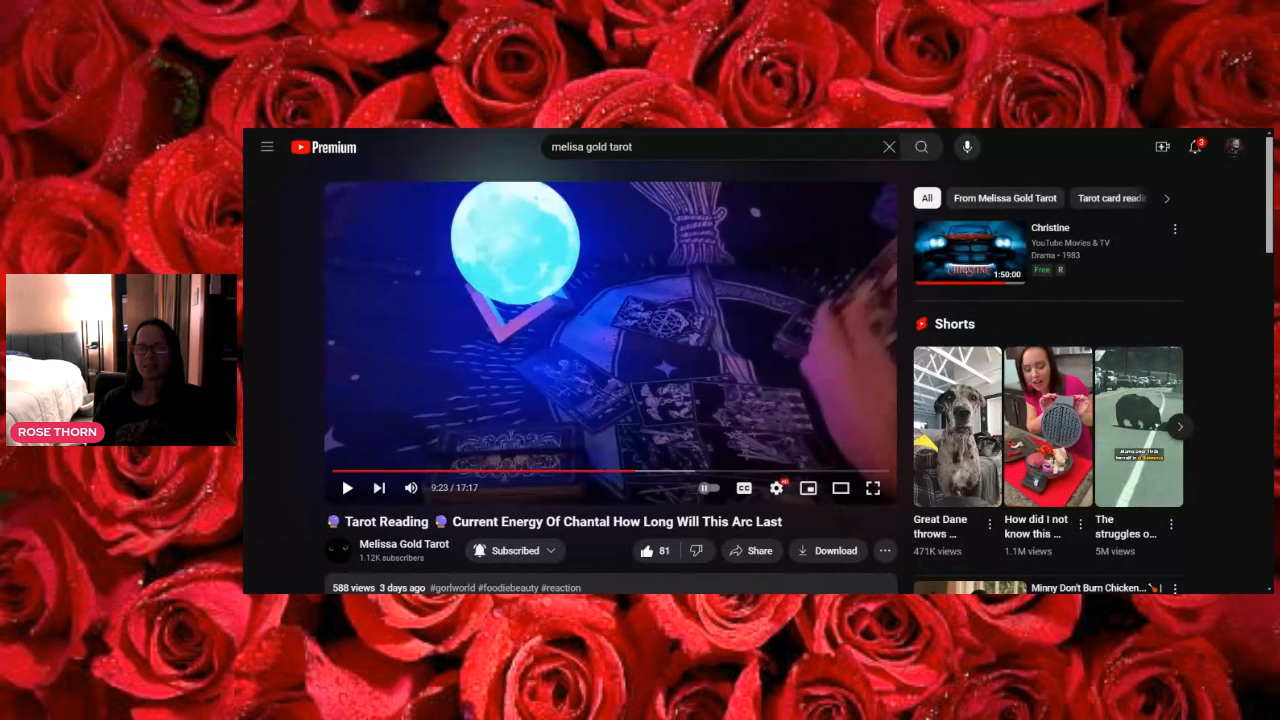 Premium
melisa gold tarot
3
All
From Melissa Gold Tarot
Tarot card readin
Christine
YouTube Movies & TV
Drama • 1983
Free R
CHRISTINE
1:50:00
Shorts
ROSE THORN
9:23 / 17:17
CC
Tarot Reading Current Energy Of Chantal How Long Will This Arc Last
Melissa Gold Tarot
1.12K subscribers
Subscribed
81
Share
Download
588 views 3 days ago #gorlworld #foodiebeauty #reaction
Great Dane throws ...
471K views
How did I not know this ...
1.1M views
The struggles o...
5M views
Minny Don't Burn Chicken...